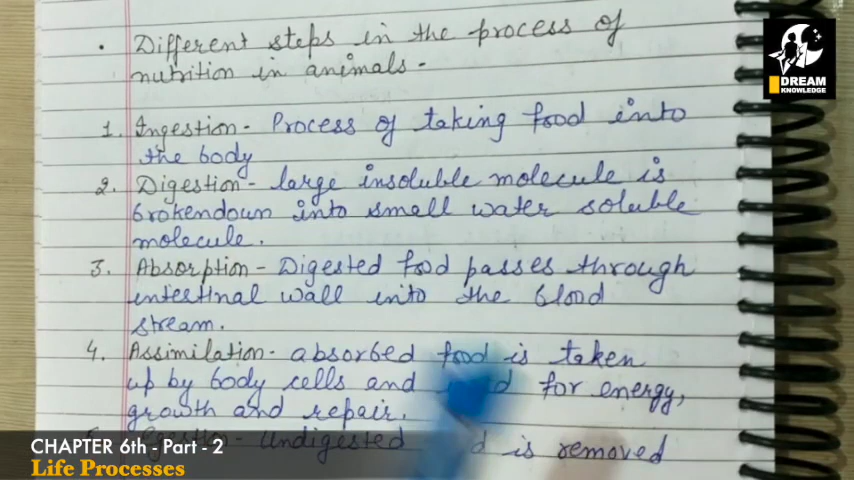 DREAM
KNOWLEDGE
• Different steps in the process of
nutrition in animals.
1. Ingestion - Process of taking food into
the body
2. Digestion - large insoluble molecule is
brokendown into small water soluble
molecule.
3. Absorption - Digested food passes through
intestinal wall into the blood
stream.
4. Assimilation - absorbed food is taken
up by body cells and for energy,
growth and repair.
undigested is removed
CHAPTER 6th - Part - 2
Life Processes